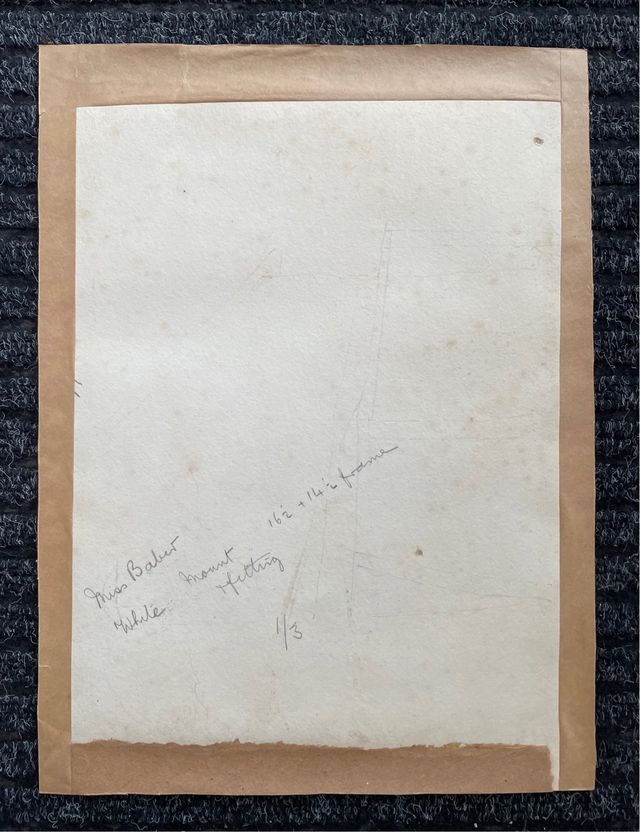 Miss Baber
White Mount 16½ + 14½ frame
+ fitting
1/3